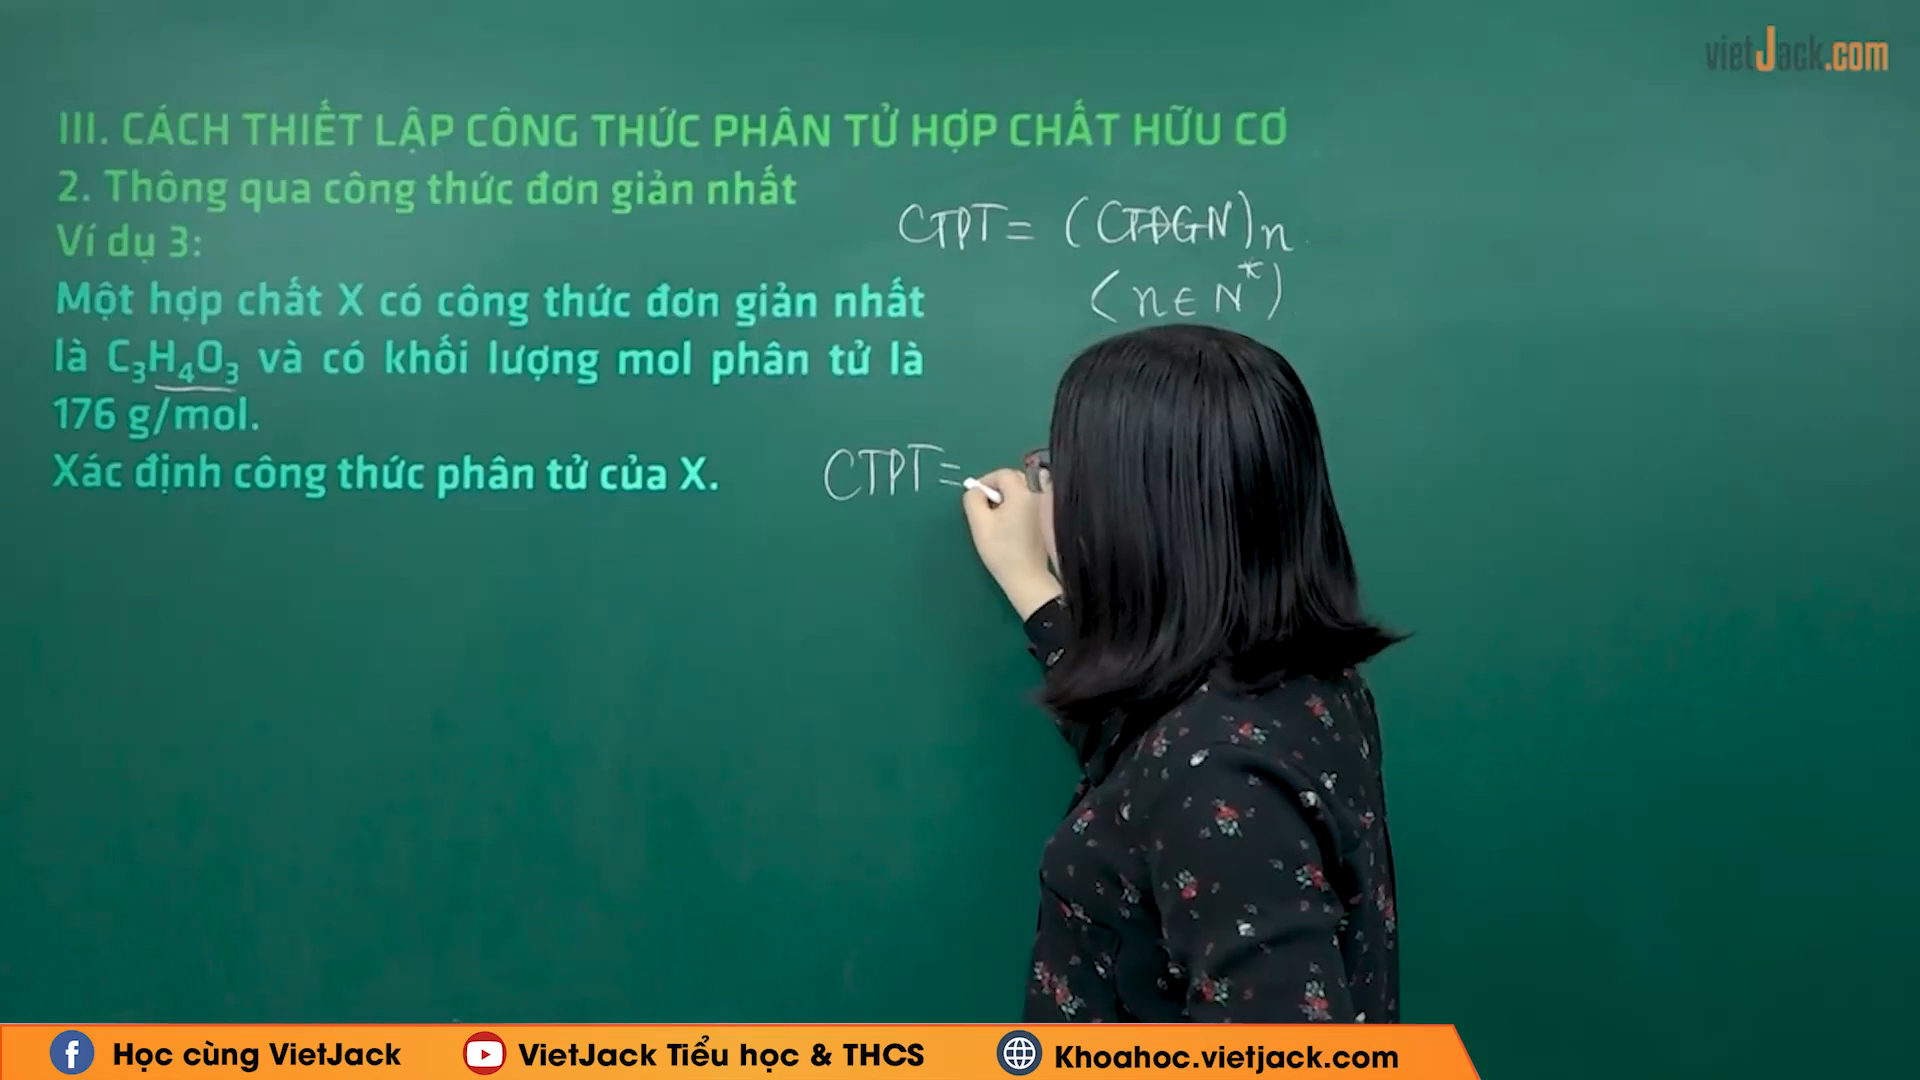 vietJack.com
III. CÁCH THIẾT LẬP CÔNG THỨC PHÂN TỬ HỢP CHẤT HỮU CƠ
2. Thông qua công thức đơn giản nhất
Ví dụ 3:
Một hợp chất X có công thức đơn giản nhất
là C₃H₄O₃ và có khối lượng mol phân tử là
176 g/mol.
Xác định công thức phân tử của X.
CTPT = (CTĐGN)n
(n ∈ N*)
CTPT =
Học cùng VietJack
VietJack Tiểu học & THCS
Khoahoc.vietjack.com